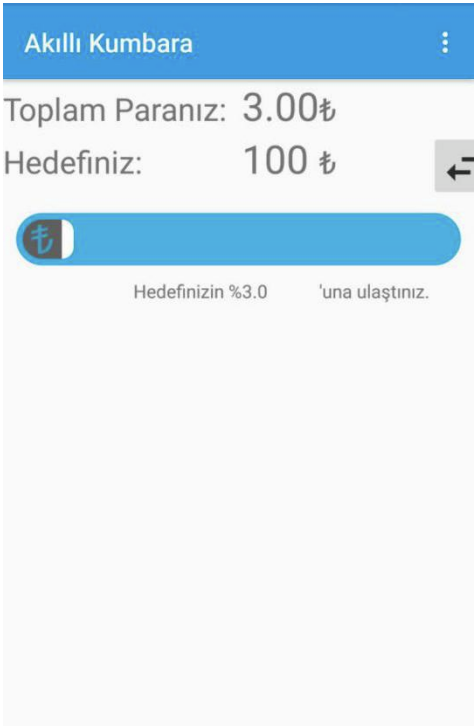 Akıllı Kumbara
Toplam Paranız: 3.00₺
Hedefiniz: 100 ₺
₺
Hedefinizin %3.0 'una ulaştınız.